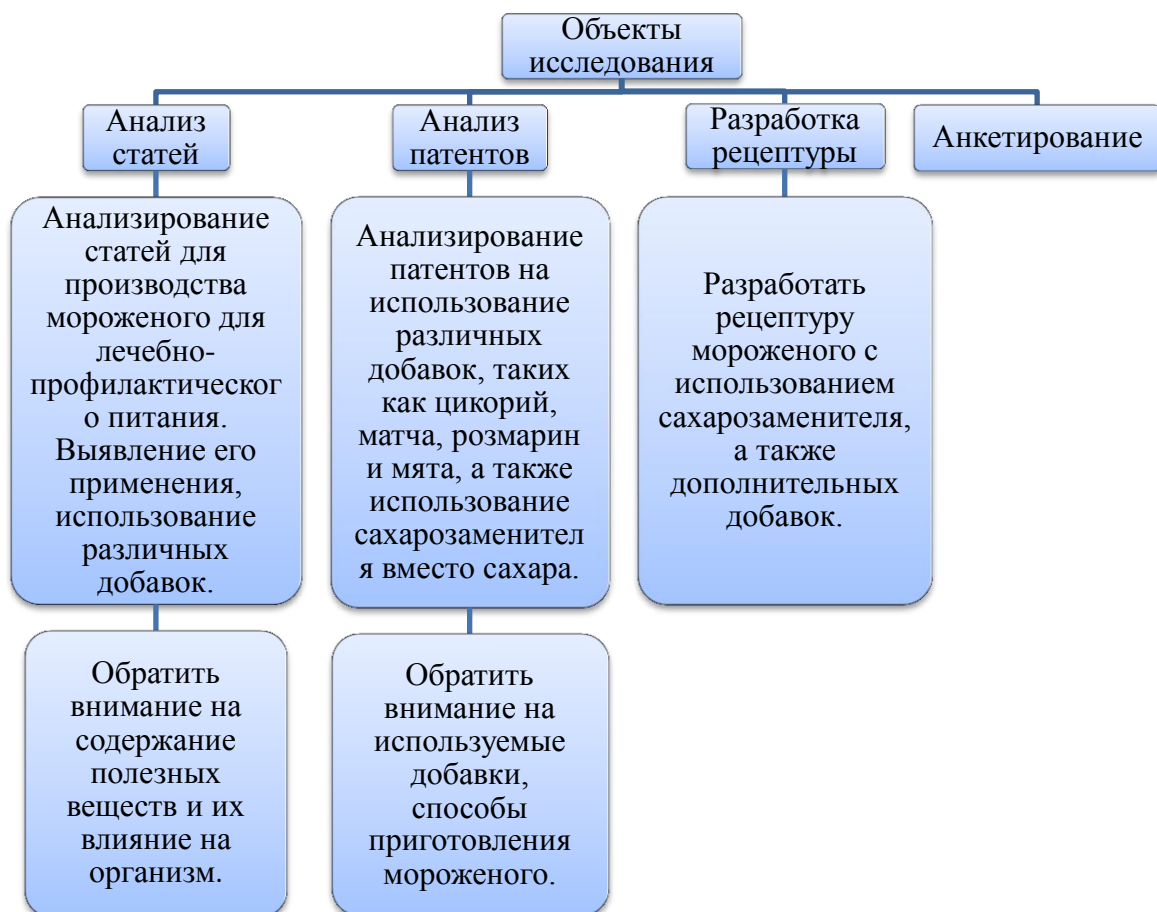 Объекты
исследования
Анализ
статей
Анализ
патентов
Разработка
рецептуры
Анкетирование
Анализирование
статей для
производства
мороженого для
лечебно-
профилактическог
о питания.
Выявление его
применения,
использование
различных
добавок.
Анализирование
патентов на
использование
различных
добавок, таких
как цикорий,
матча, розмарин
и мята, а также
использование
сахарозаменител
я вместо сахара.
Разработать
рецептуру
мороженого с
использованием
сахарозаменителя,
а также
дополнительных
добавок.
Обратить
внимание на
содержание
полезных
веществ и их
влияние на
организм.
Обратить
внимание на
используемые
добавки,
способы
приготовления
мороженого.